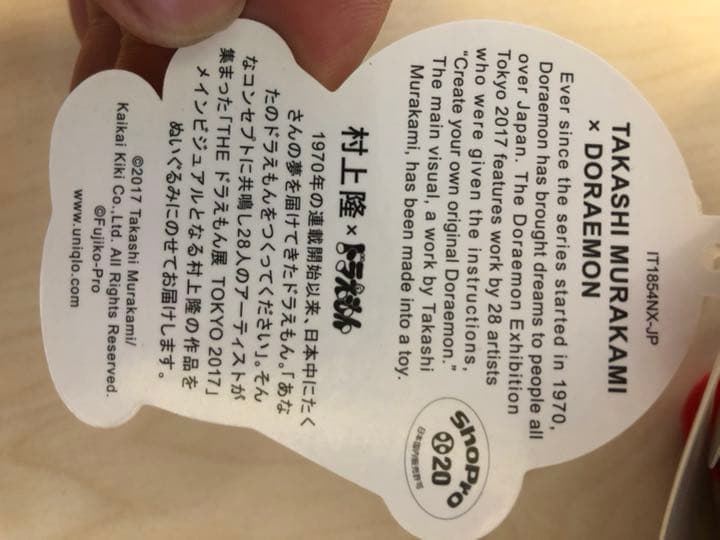 IT1854NX-JP
TAKASHI MURAKAMI
× DORAEMON
Ever since the series started in 1970,
Doraemon has brought dreams to people all
over Japan. The Doraemon Exhibition
Tokyo 2017 features work by 28 artists
who were given the instructions,
“Create your own original Doraemon.”
The main visual, a work by Takashi
Murakami, has been made into a toy.
村上隆×ドラえもん
1970年の連載開始以来、日本中にたく
さんの夢を届けてきたドラえもん。「あな
たのドラえもんをつくってください」。そん
なコンセプトに共鳴し28人のアーティストが
集まった「THE ドラえもん展 TOKYO 2017」
メインビジュアルとなる村上隆の作品を
ぬいぐるみにのせてお届けします。
©2017 Takashi Murakami/
Kaikai Kiki Co.,Ltd. All Rights Reserved.
©Fujiko-Pro
www.uniqlo.com
ShoPro
20
日本国内販売許可